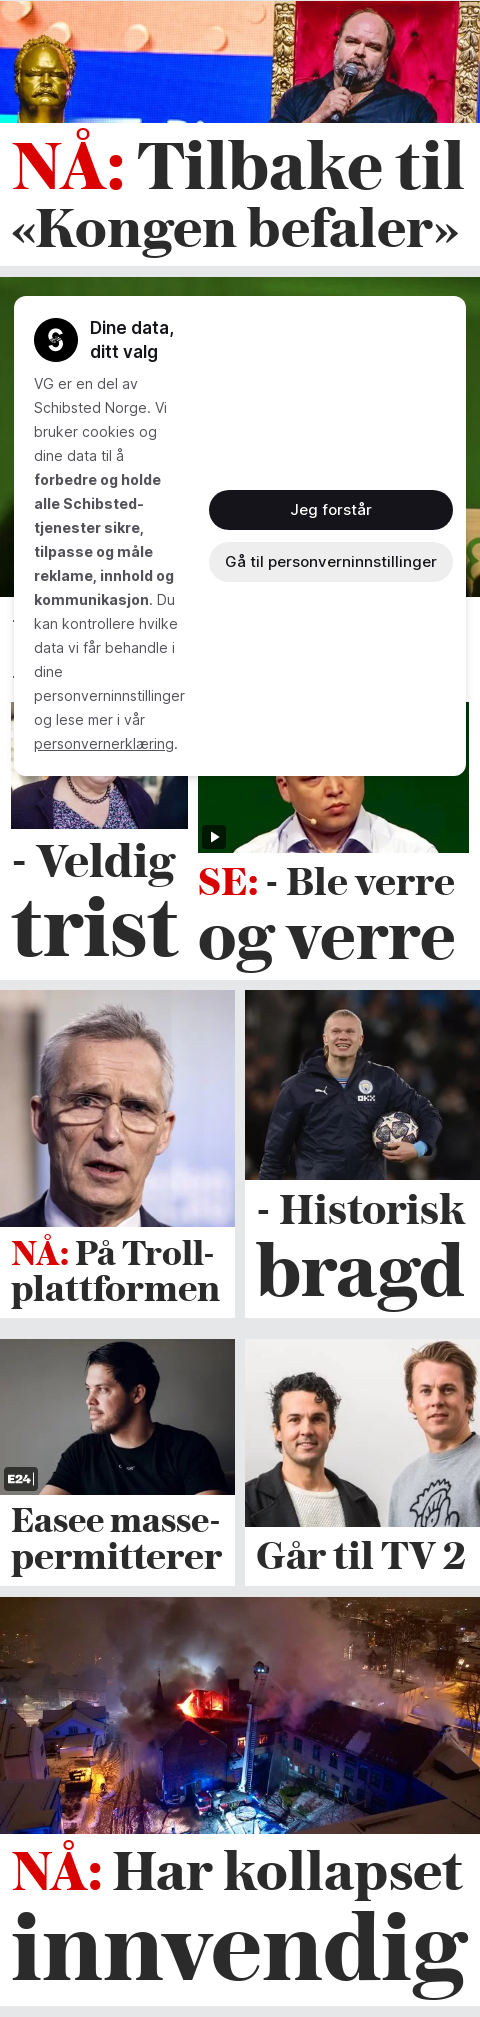 NÅ: Tilbake til
«Kongen befaler»
Dine data,
ditt valg
VG er en del av
Schibsted Norge. Vi
bruker cookies og
dine data til å
forbedre og holde
alle Schibsted-
tjenester sikre,
tilpasse og måle
reklame, innhold og
kommunikasjon. Du
kan kontrollere hvilke
data vi får behandle i
dine
personverninnstillinger
og lese mer i vår
personvernerklæring.
Jeg forstår
Gå til personverninnstillinger
- Veldig
trist
SE: - Ble verre
og verre
NÅ: På Troll-
plattformen
- Historisk
bragd
E24
Easee masse-
permitterer
Går til TV 2
NÅ: Har kollapset
innvendig